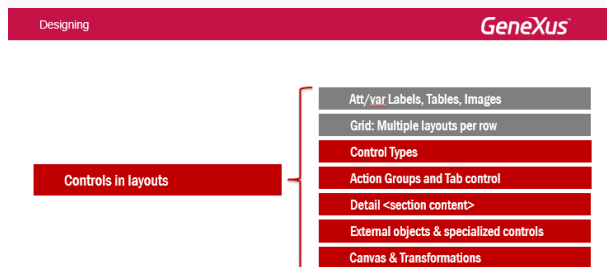 Designing
GeneXus™
Att/var Labels, Tables, Images
Grid: Multiple layouts per row
Control Types
Controls in layouts
Action Groups and Tab control
Detail <section content>
External objects & specialized controls
Canvas & Transformations